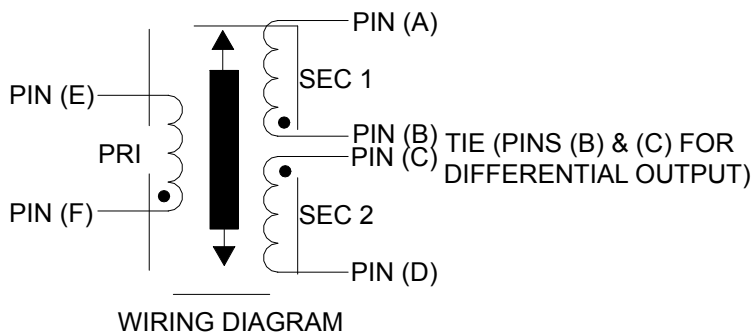 PIN (A)
SEC 1
PIN (E)
PIN (B) TIE (PINS (B) & (C) FOR
PRI
PIN (C) DIFFERENTIAL OUTPUT)
PIN (F)
SEC 2
PIN (D)
WIRING DIAGRAM